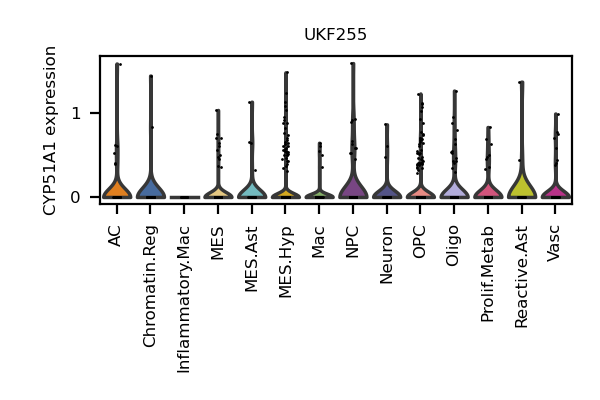 UKF255
CYP51A1 expression
1
0
AC
Chromatin.Reg
Inflammatory.Mac
MES
MES.Ast
MES.Hyp
Mac
NPC
Neuron
OPC
Oligo
Prolif.Metab
Reactive.Ast
Vasc